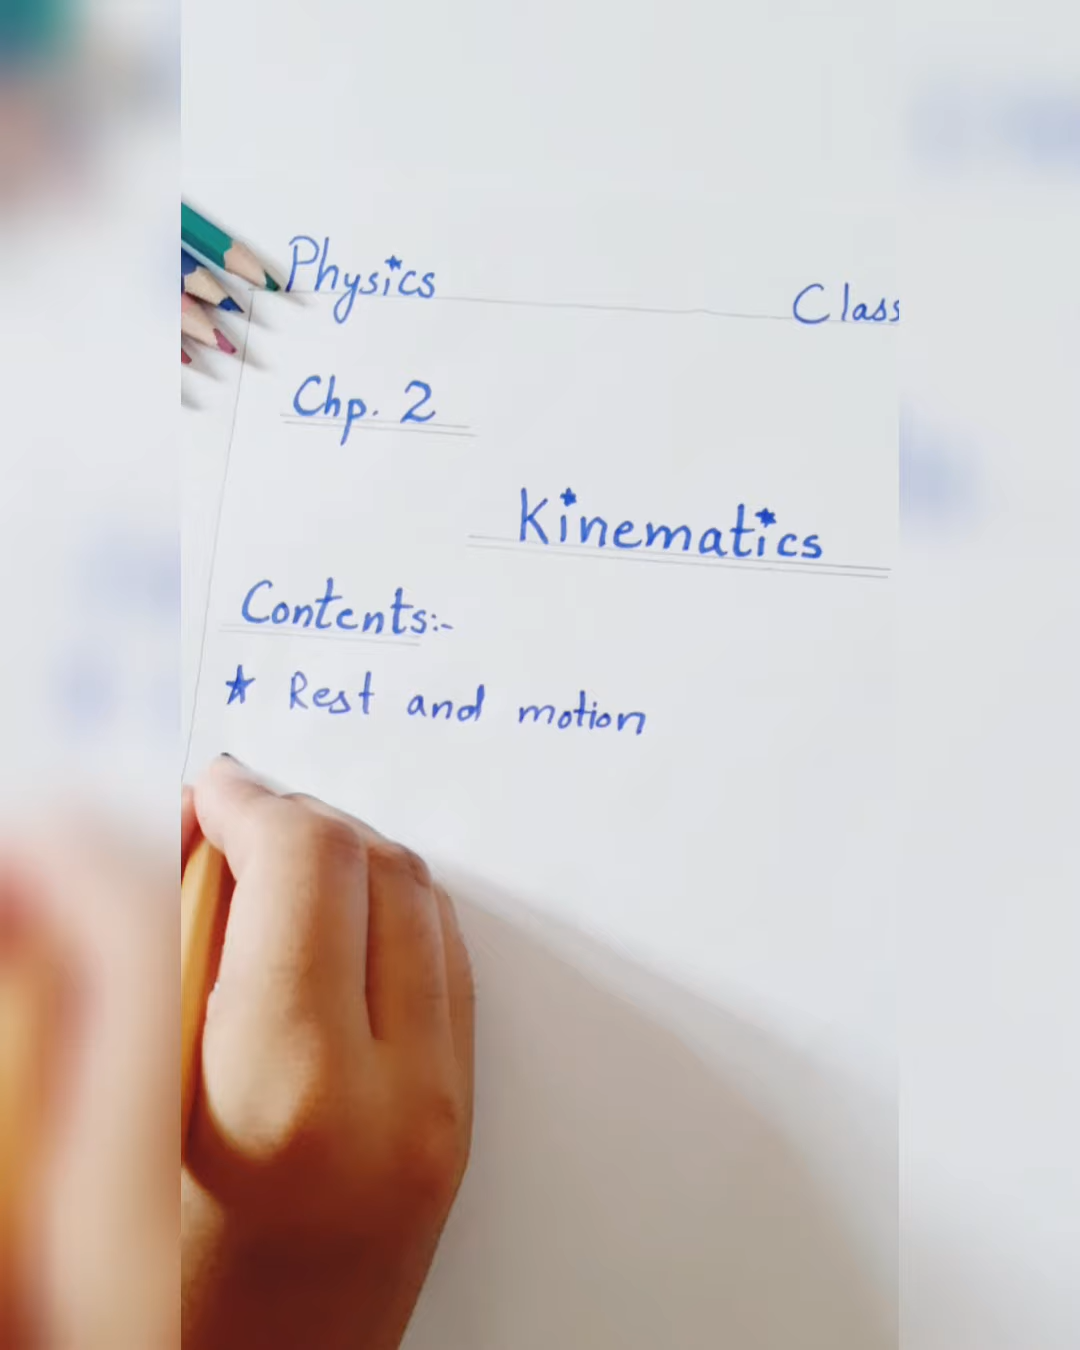 Physics Class
Chp. 2
Kinematics
Contents:-
★ Rest and motion